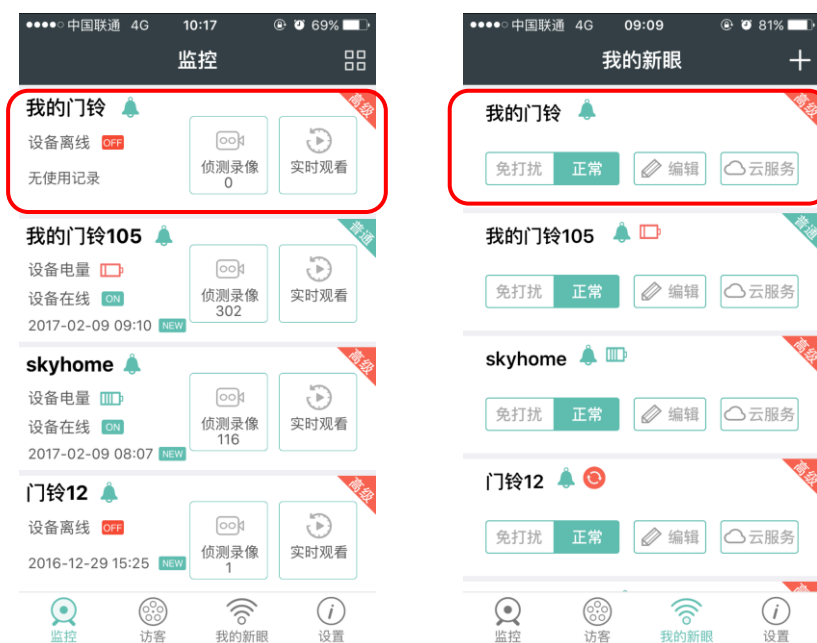 中国联通 4G 10:17 69%
监控
我的门铃
高级
设备离线 OFF
无使用记录
侦测录像
0
实时观看
我的门铃105
普通
设备电量
设备在线 ON
2017-02-09 09:10 NEW
侦测录像
302
实时观看
skyhome
高级
设备电量
设备在线 ON
2017-02-09 08:07 NEW
侦测录像
116
实时观看
门铃12
高级
设备离线 OFF
2016-12-29 15:25 NEW
侦测录像
1
实时观看
监控 访客 我的新眼 设置
中国联通 4G 09:09 81%
我的新眼
我的门铃
高级
免打扰 正常 编辑 云服务
我的门铃105
普通
免打扰 正常 编辑 云服务
skyhome
高级
免打扰 正常 编辑 云服务
门铃12
高级
免打扰 正常 编辑 云服务
监控 访客 我的新眼 设置